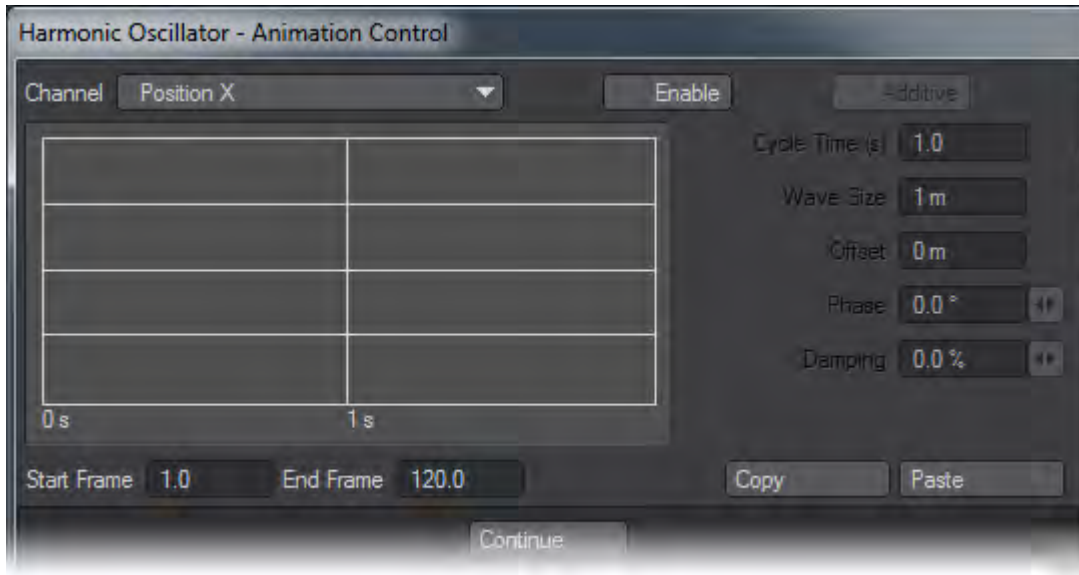 Harmonic Oscillator - Animation Control
Channel Position X Enable Additive
Cycle Time (s) 1.0
Wave Size 1 m
Offset 0 m
Phase 0.0 °
Damping 0.0 %
0 s 1 s
Start Frame 1.0 End Frame 120.0 Copy Paste
Continue